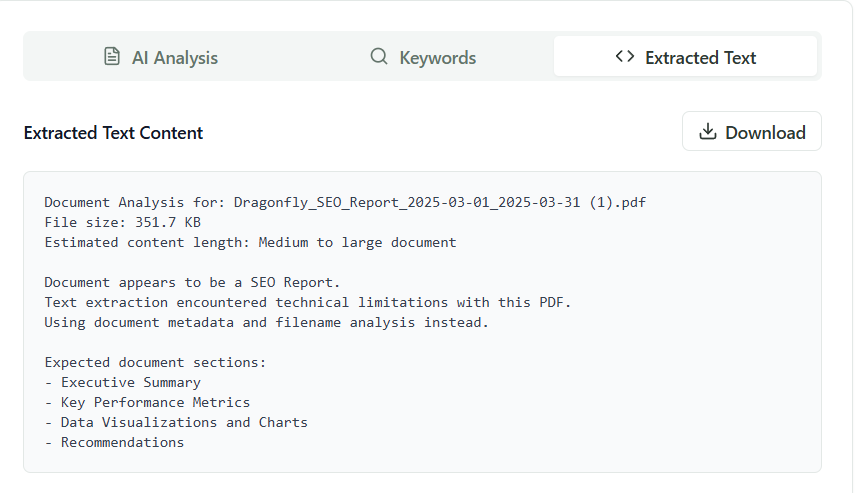 AI Analysis
Keywords
Extracted Text
Extracted Text Content
Download
Document Analysis for: Dragonfly_SEO_Report_2025-03-01_2025-03-31 (1).pdf
File size: 351.7 KB
Estimated content length: Medium to large document
Document appears to be a SEO Report.
Text extraction encountered technical limitations with this PDF.
Using document metadata and filename analysis instead.
Expected document sections:
- Executive Summary
- Key Performance Metrics
- Data Visualizations and Charts
- Recommendations